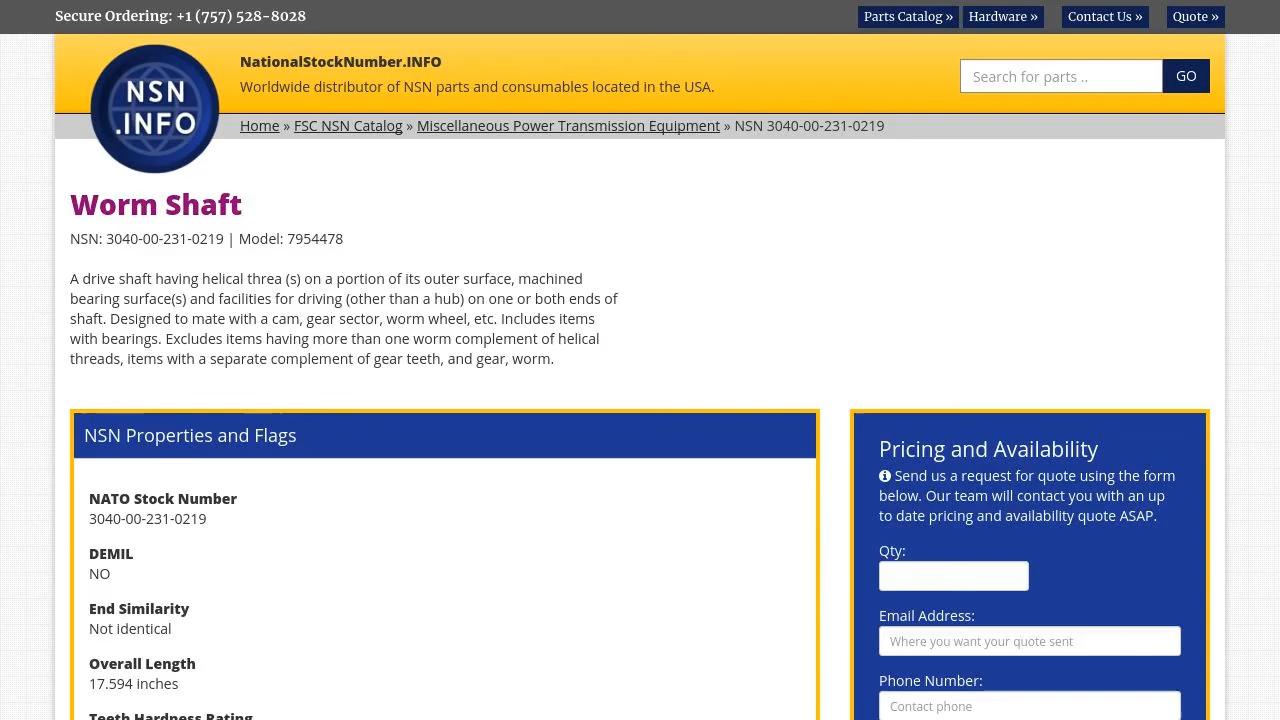 Secure Ordering: +1 (757) 528-8028
Parts Catalog » Hardware » Contact Us » Quote »
NSN
.INFO
NationalStockNumber.INFO
Worldwide distributor of NSN parts and consumables located in the USA.
Search for parts ..
GO
Home » FSC NSN Catalog » Miscellaneous Power Transmission Equipment » NSN 3040-00-231-0219
Worm Shaft
NSN: 3040-00-231-0219 | Model: 7954478
A drive shaft having helical threa (s) on a portion of its outer surface, machined
bearing surface(s) and facilities for driving (other than a hub) on one or both ends of
shaft. Designed to mate with a cam, gear sector, worm wheel, etc. Includes items
with bearings. Excludes items having more than one worm complement of helical
threads, items with a separate complement of gear teeth, and gear, worm.
NSN Properties and Flags
NATO Stock Number
3040-00-231-0219
DEMIL
NO
End Similarity
Not identical
Overall Length
17.594 inches
Teeth Hardness Rating
Pricing and Availability
Send us a request for quote using the form
below. Our team will contact you with an up
to date pricing and availability quote ASAP.
Qty:
Email Address:
Where you want your quote sent
Phone Number:
Contact phone